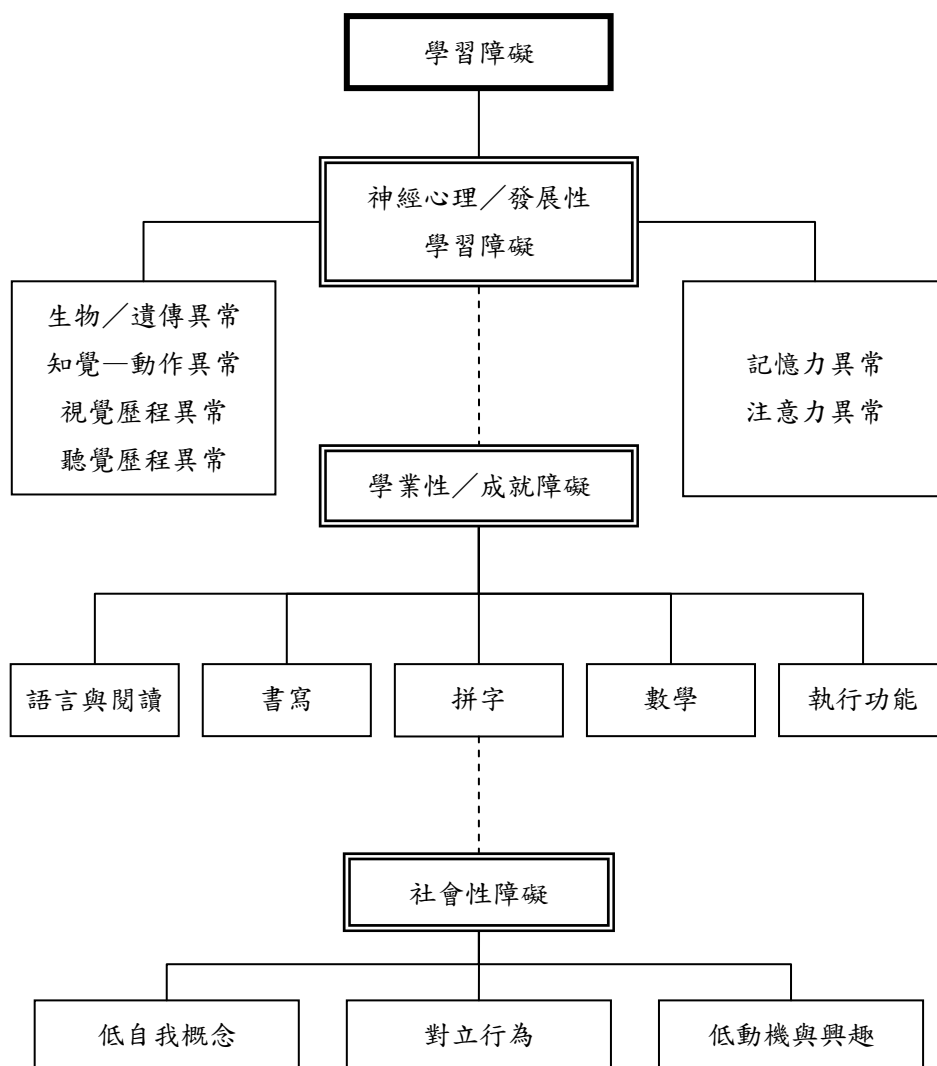 學習障礙
神經心理／發展性
學習障礙
生物／遺傳異常
知覺—動作異常
視覺歷程異常
聽覺歷程異常
記憶力異常
注意力異常
學業性／成就障礙
語言與閱讀
書寫
拼字
數學
執行功能
社會性障礙
低自我概念
對立行為
低動機與興趣